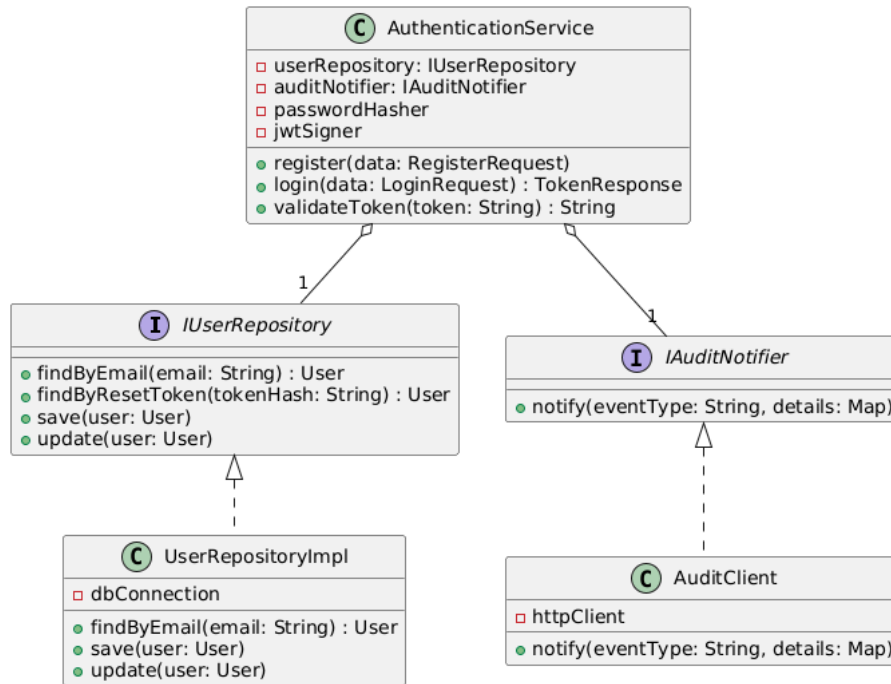 C AuthenticationService
userRepository: IUserRepository
auditNotifier: IAuditNotifier
passwordHasher
jwtSigner
register(data: RegisterRequest)
login(data: LoginRequest) : TokenResponse
validateToken(token: String) : String
1
1
I IUserRepository
findByEmail(email: String) : User
findByResetToken(tokenHash: String) : User
save(user: User)
update(user: User)
I IAuditNotifier
notify(eventType: String, details: Map)
C UserRepositoryImpl
dbConnection
findByEmail(email: String) : User
save(user: User)
update(user: User)
C AuditClient
httpClient
notify(eventType: String, details: Map)